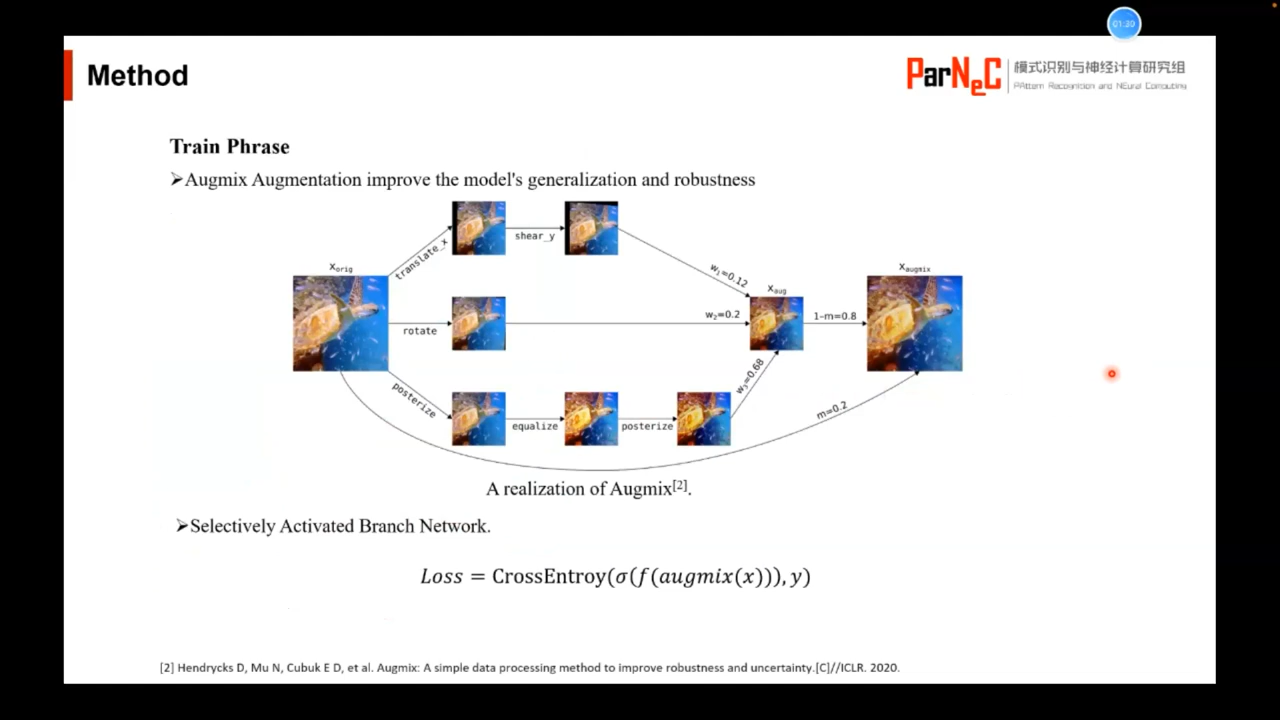 01:30
Method
ParNeC
模式识别与神经计算研究组
PAttern Recognition and NEural Computing
Train Phrase
➢Augmix Augmentation improve the model's generalization and robustness
translate_x
shear_y
x_orig
w₁=0.12
x_aug
x_augmix
rotate
w₂=0.2
1-m=0.8
posterize
equalize
posterize
w₃=0.68
m=0.2
A realization of Augmix[2].
➢Selectively Activated Branch Network.
Loss = CrossEntroy(σ(f(augmix(x))), y)
[2] Hendrycks D, Mu N, Cubuk E D, et al. Augmix: A simple data processing method to improve robustness and uncertainty.[C]//ICLR. 2020.